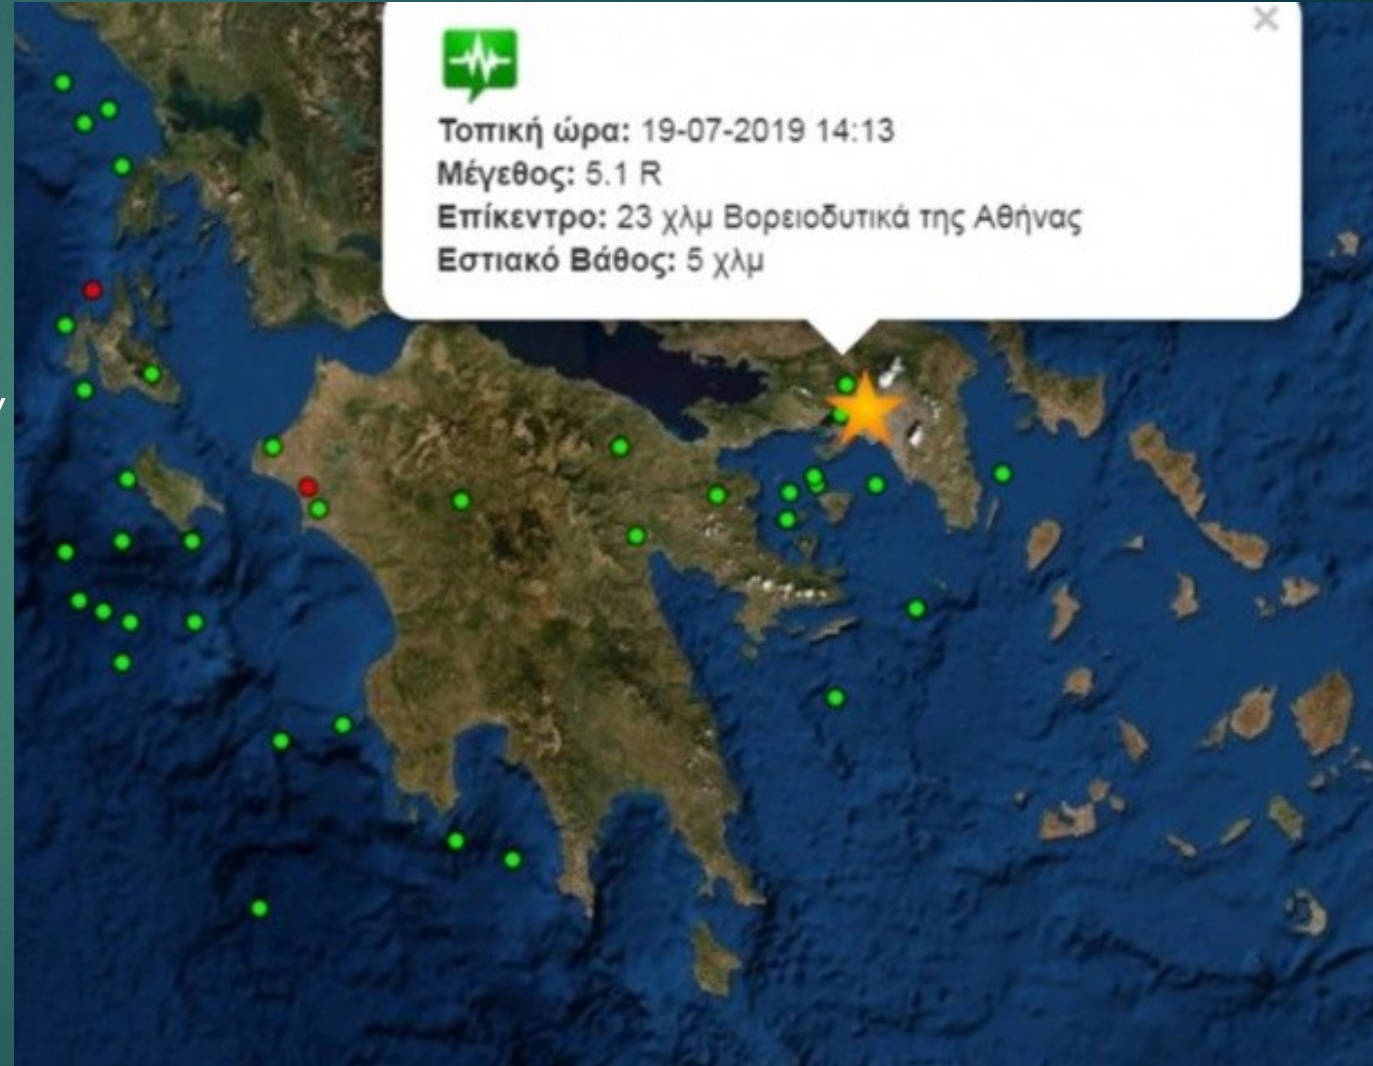 Τοπική ώρα: 19-07-2019 14:13
Μέγεθος: 5.1 R
Επίκεντρο: 23 χλμ Βορειοδυτικά της Αθήνας
Εστιακό Βάθος: 5 χλμ